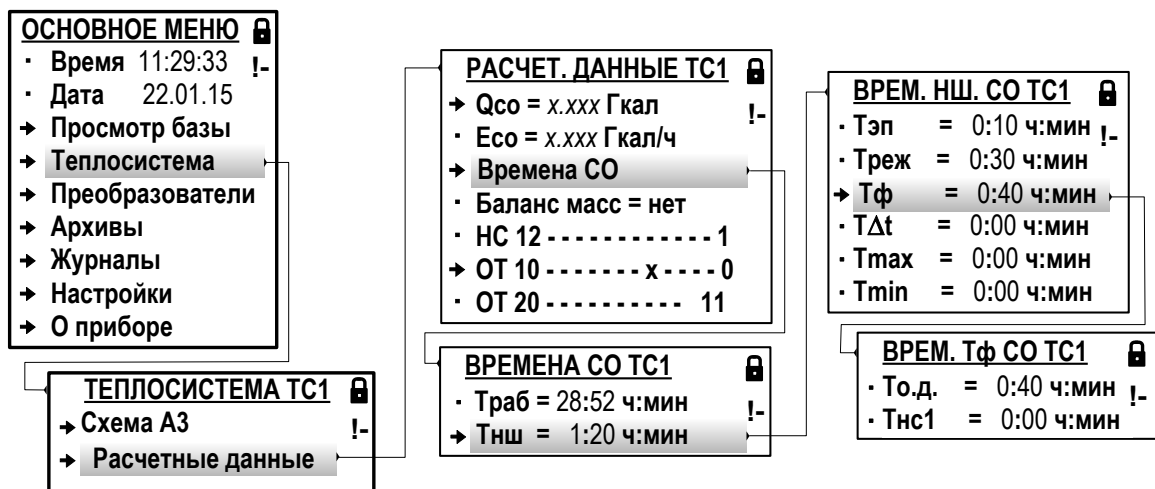 ОСНОВНОЕ МЕНЮ
· Время 11:29:33 !-
· Дата 22.01.15
→ Просмотр базы
→ Теплосистема
→ Преобразователи
→ Архивы
→ Журналы
→ Настройки
→ О приборе
ТЕПЛОСИСТЕМА ТС1
→ Схема А3 !-
→ Расчетные данные
РАСЧЕТ. ДАННЫЕ ТС1
→ Qсо = x.xxx Гкал !-
· Eсо = x.xxx Гкал/ч
→ Времена СО
· Баланс масс = нет
· НС 12 - - - - - - - - - - - - 1
→ ОТ 10 - - - - - - - x - - - - 0
· ОТ 20 - - - - - - - - - - 11
ВРЕМЕНА СО ТС1
· Траб = 28:52 ч:мин !-
→ Тнш = 1:20 ч:мин
ВРЕМ. НШ. СО ТС1
· Тэп = 0:10 ч:мин !-
· Треж = 0:30 ч:мин
→ Тф = 0:40 ч:мин
· ТΔt = 0:00 ч:мин
· Tmax = 0:00 ч:мин
· Tmin = 0:00 ч:мин
ВРЕМ. Тф СО ТС1
· То.д. = 0:40 ч:мин !-
· Тнс1 = 0:00 ч:мин